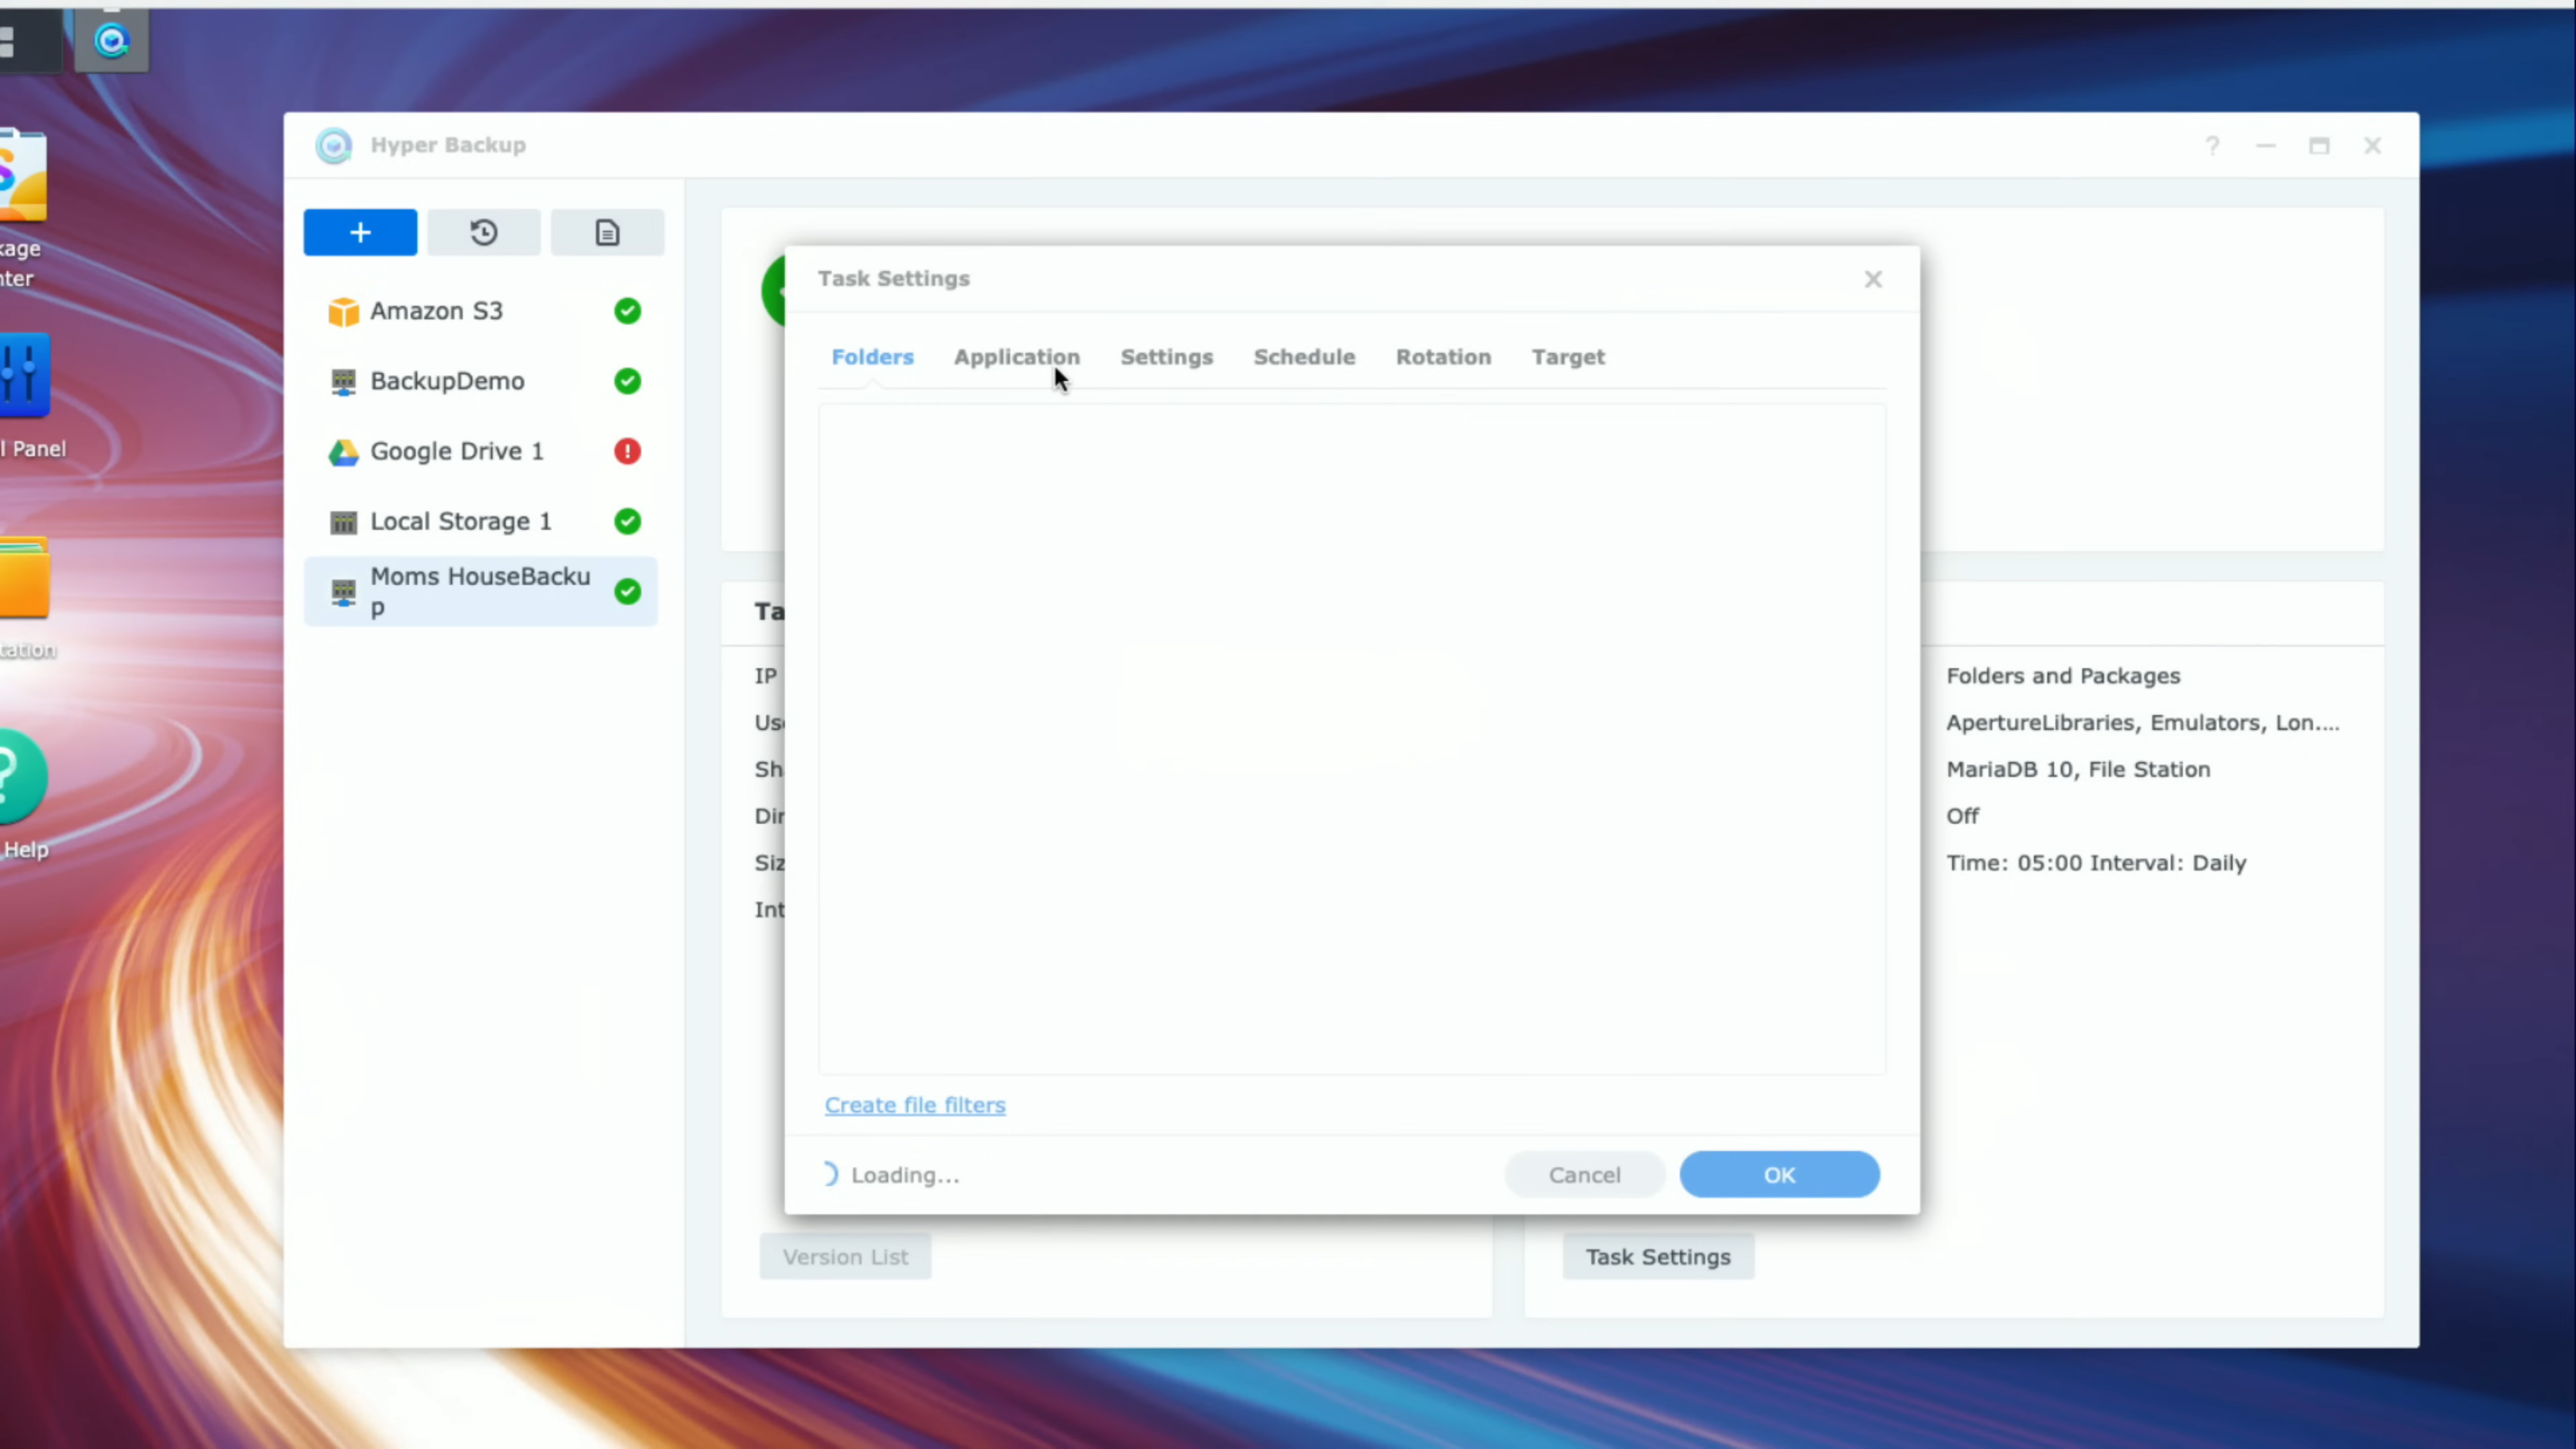 Hyper Backup
?
kage
nter
l Panel
tation
Help
Amazon S3
BackupDemo
Google Drive 1
Local Storage 1
Moms HouseBacku
p
Task Settings
Folders
Application
Settings
Schedule
Rotation
Target
Ta
IP
Use
Sha
Dir
Siz
Int
Folders and Packages
ApertureLibraries, Emulators, Lon....
MariaDB 10, File Station
Off
Time: 05:00 Interval: Daily
Create file filters
Loading...
Cancel
OK
Version List
Task Settings